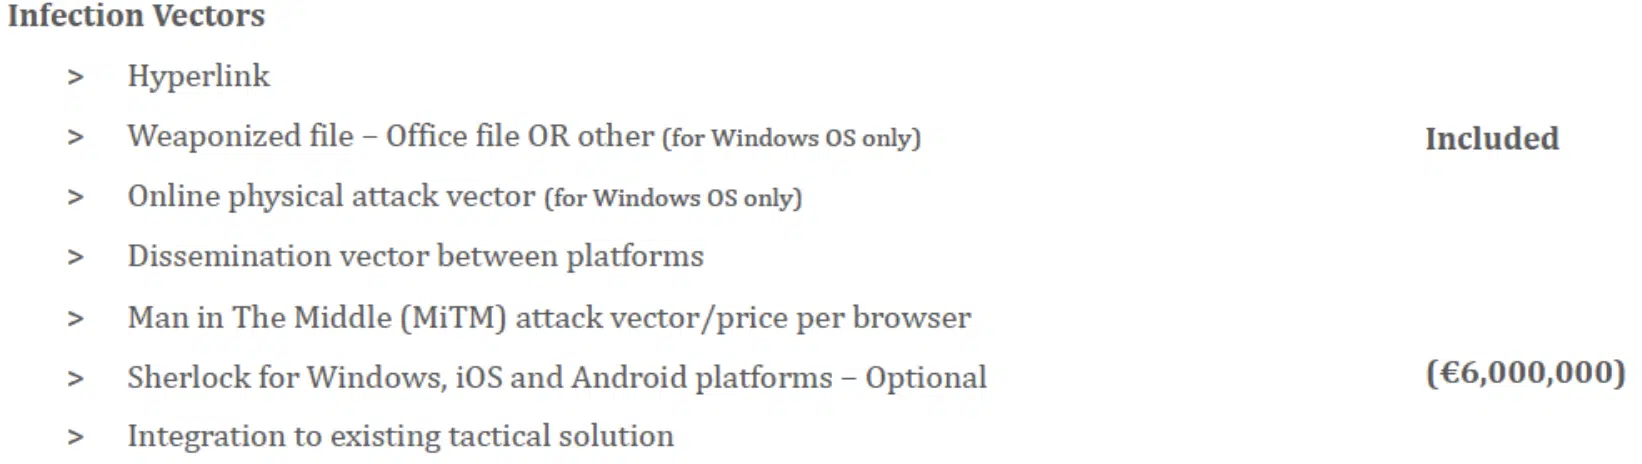 Infection Vectors
> Hyperlink
> Weaponized file – Office file OR other (for Windows OS only) Included
> Online physical attack vector (for Windows OS only)
> Dissemination vector between platforms
> Man in The Middle (MiTM) attack vector/price per browser
> Sherlock for Windows, iOS and Android platforms – Optional (€6,000,000)
> Integration to existing tactical solution